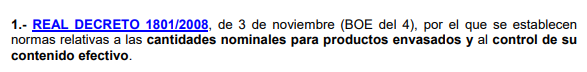 1.- REAL DECRETO 1801/2008, de 3 de noviembre (BOE del 4), por el que se establecen
normas relativas a las cantidades nominales para productos envasados y al control de su
contenido efectivo.